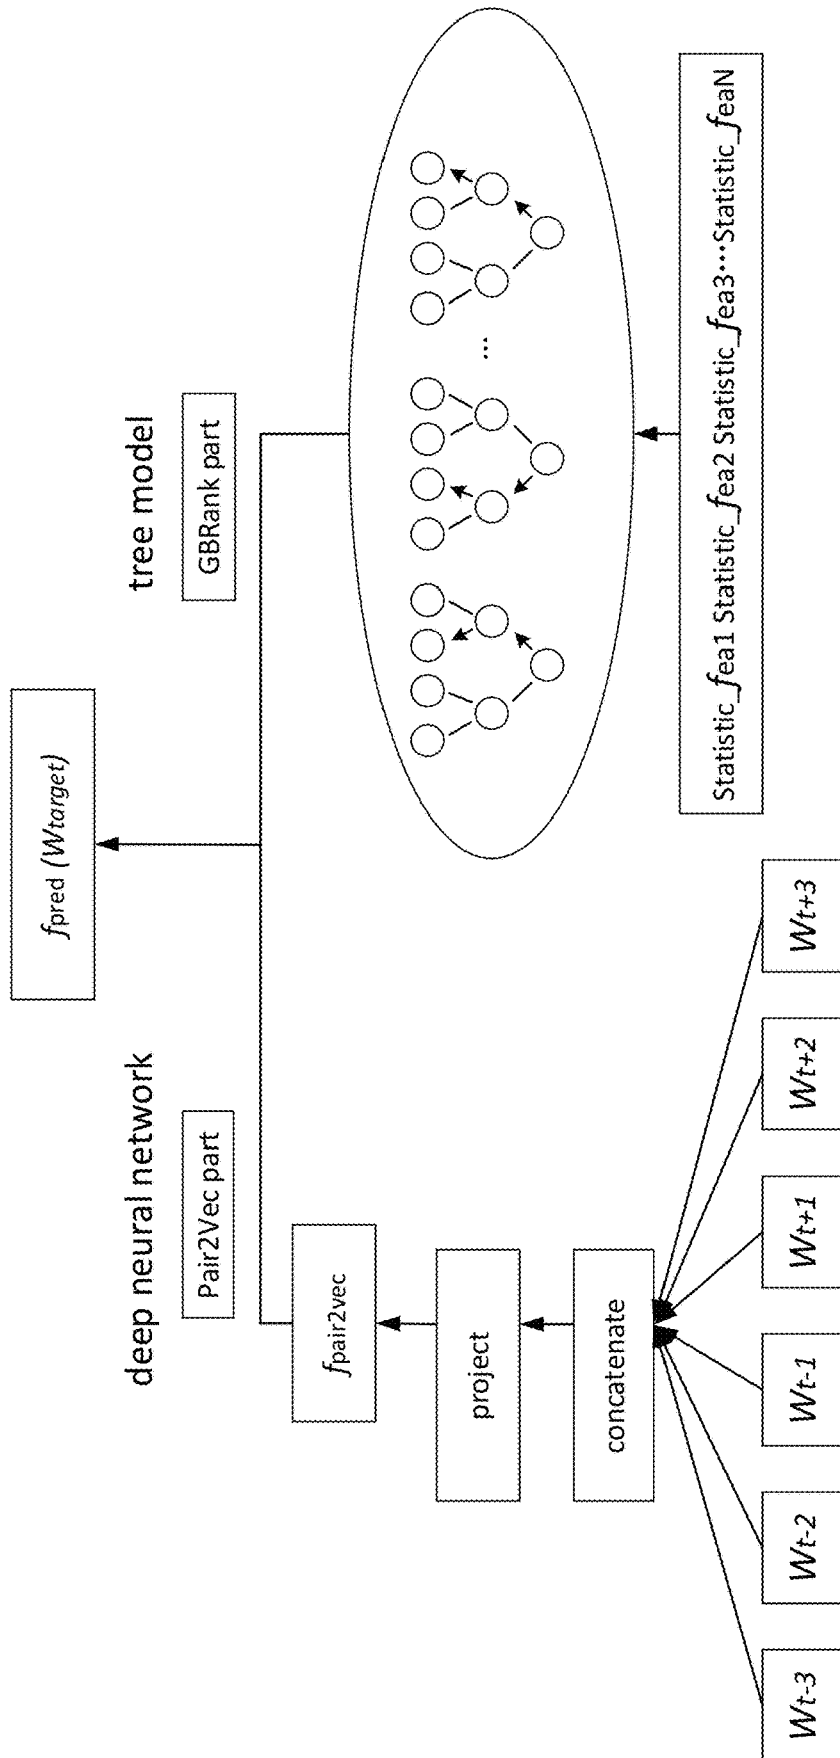 fpred (Wtarget)
deep neural network
tree model
Pair2Vec part
GBRank part
fpair2vec
project
concatenate
...
Wt-3
Wt-2
Wt-1
Wt+1
Wt+2
Wt+3
Statistic_fea1 Statistic_fea2 Statistic_fea3···Statistic_feaN